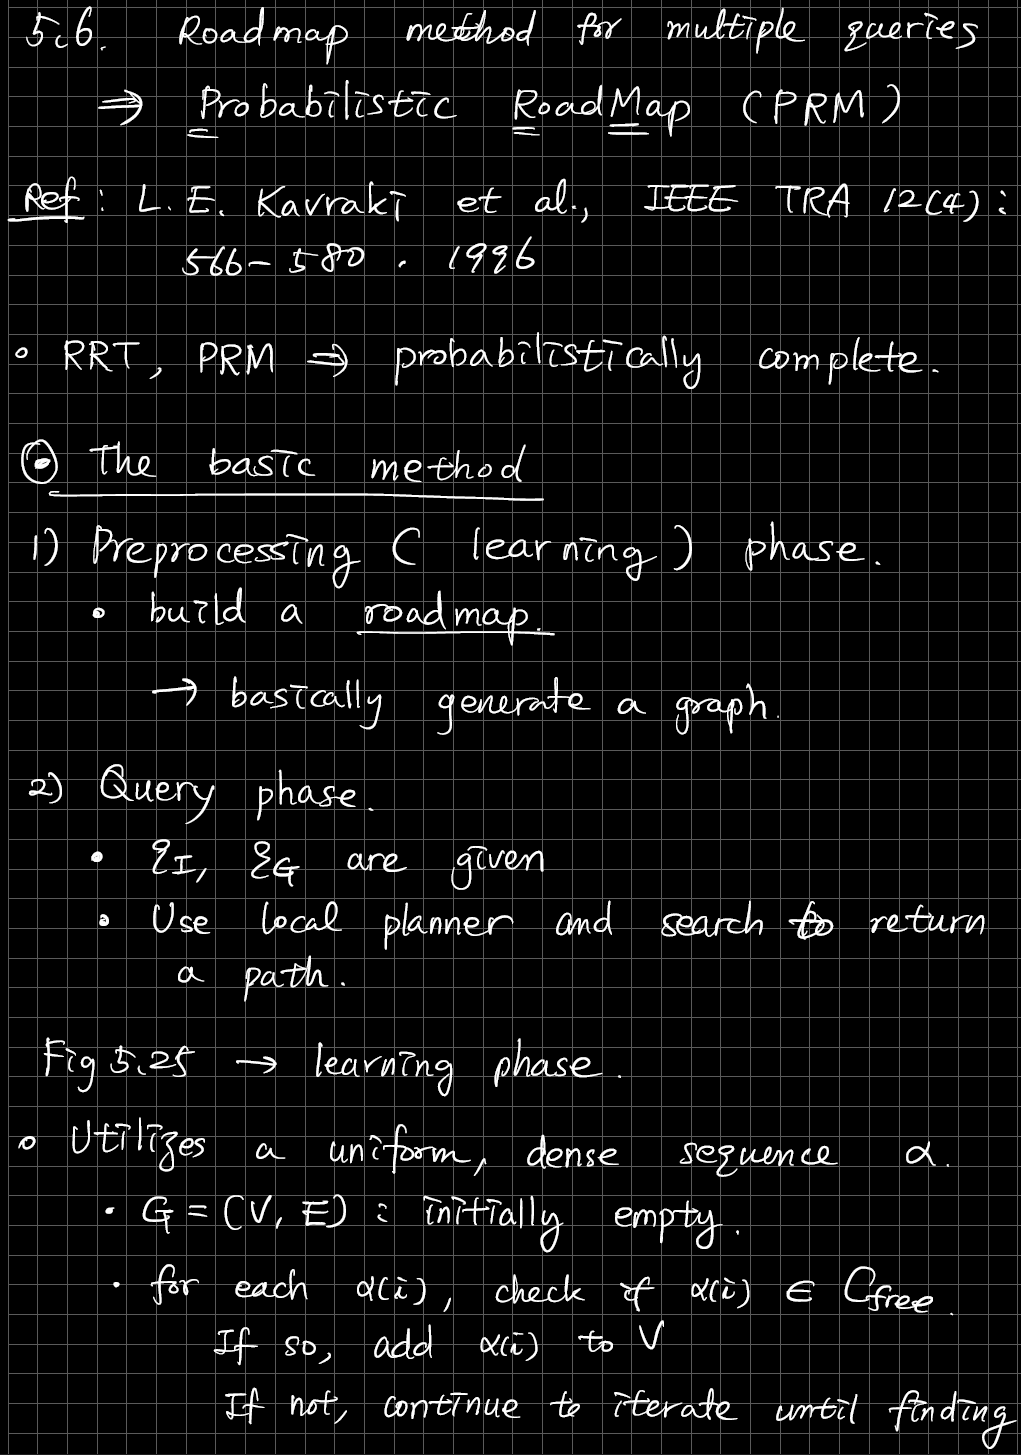 5.6. Roadmap method for multiple queries
⇒ Probabilistic RoadMap (PRM)
Ref : L. E. Kavraki et al., IEEE TRA 12(4):
566-580. 1996
• RRT, PRM ⇒ probabilistically complete.
⊙ The basic method
1) Preprocessing ( learning ) phase.
• build a roadmap.
→ basically generate a graph.
2) Query phase.
• q_I, q_G are given
• Use local planner and search to return
a path.
Fig 5.25 → learning phase.
• Utilizes a uniform, dense sequence α.
• G = (V, E) : initially empty.
• for each α(i), check if α(i) ∈ C_free.
If so, add α(i) to V
If not, continue to iterate until finding